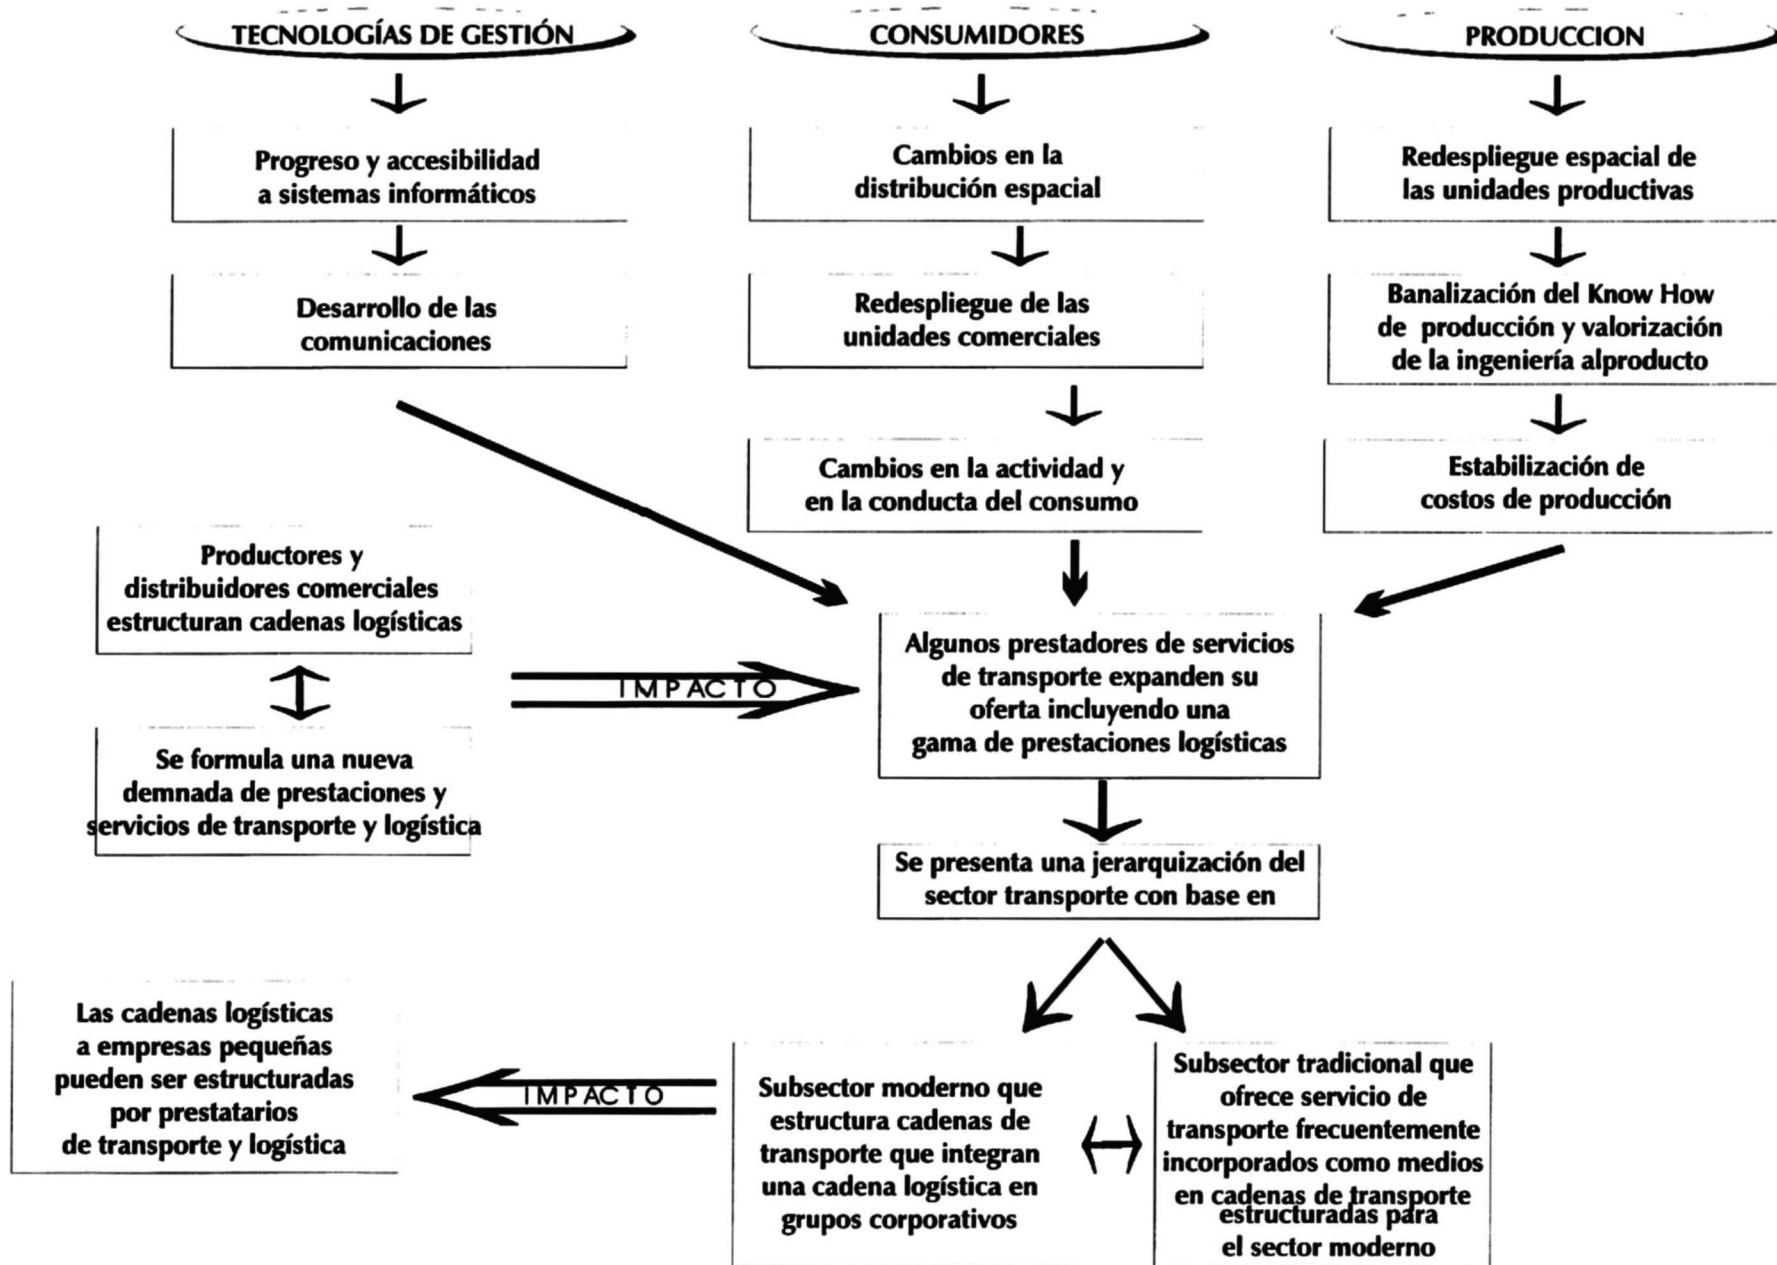 TECNOLOGÍAS DE GESTIÓN
CONSUMIDORES
PRODUCCION
Progreso y accesibilidad
a sistemas informáticos
Cambios en la
distribución espacial
Redespliegue espacial de
las unidades productivas
Desarrollo de las
comunicaciones
Redespliegue de las
unidades comerciales
Banalización del Know How
de producción y valorización
de la ingeniería alproducto
Cambios en la actividad y
en la conducta del consumo
Estabilización de
costos de producción
Productores y
distribuidores comerciales
estructuran cadenas logísticas
IMPACTO
Algunos prestadores de servicios
de transporte expanden su
oferta incluyendo una
gama de prestaciones logísticas
Se formula una nueva
demnada de prestaciones y
servicios de transporte y logística
Se presenta una jerarquización del
sector transporte con base en
Las cadenas logísticas
a empresas pequeñas
pueden ser estructuradas
por prestatarios
de transporte y logística
IMPACTO
Subsector moderno que
estructura cadenas de
transporte que integran
una cadena logística en
grupos corporativos
Subsector tradicional que
ofrece servicio de
transporte frecuentemente
incorporados como medios
en cadenas de transporte
estructuradas para
el sector moderno